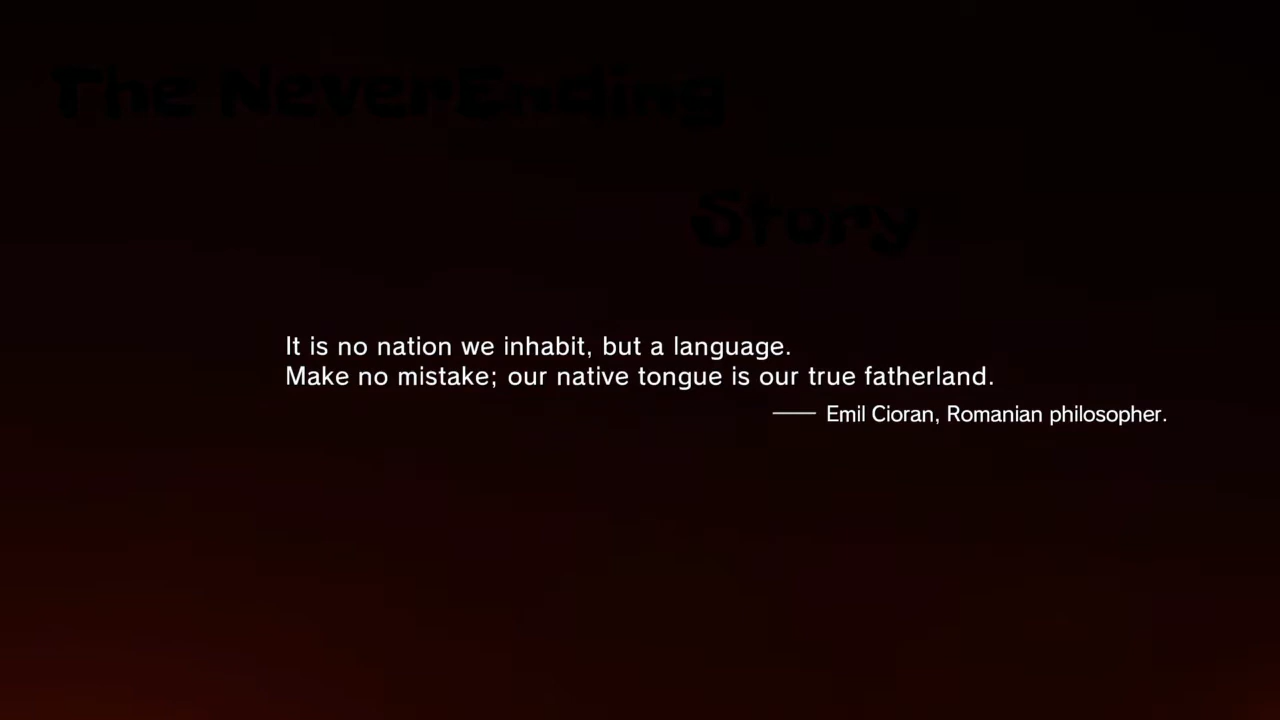 The NeverEnding
Story
It is no nation we inhabit, but a language.
Make no mistake; our native tongue is our true fatherland.
—— Emil Cioran, Romanian philosopher.